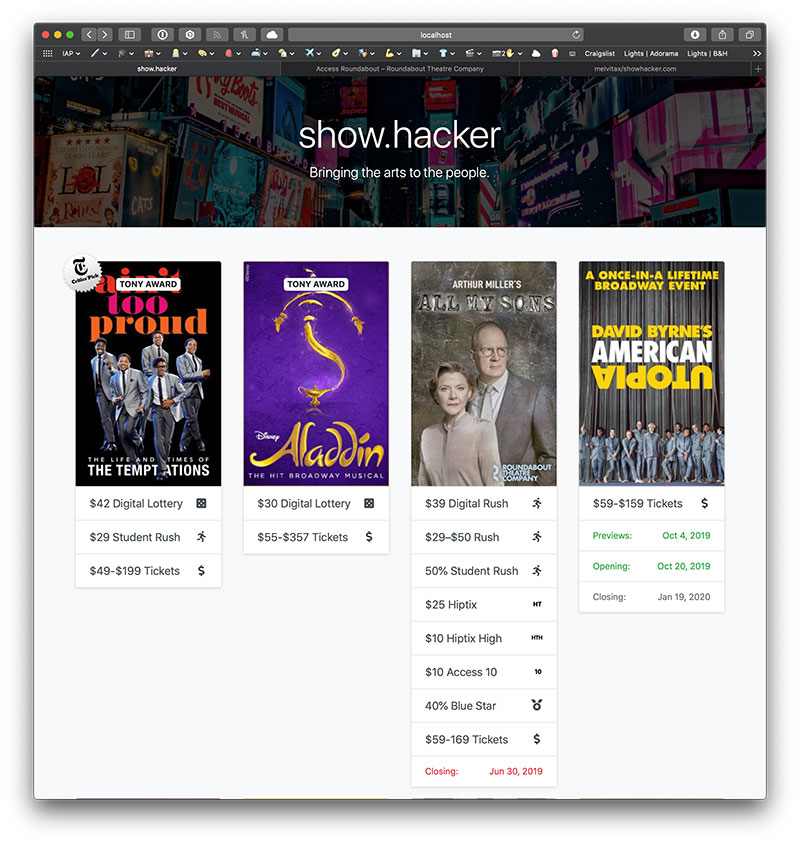 localhost
IAP
Craigslist
Lights | Adorama
Lights | B&H
show.hacker
Access Roundabout – Roundabout Theatre Company
melvitax/showhacker.com
LOL
CATS
show.hacker
Bringing the arts to the people.
Critics' Pick
TONY AWARD
ain't
too
proud
THE LIFE AND TIMES OF
THE TEMPTATIONS
$42 Digital Lottery
$29 Student Rush
$49-$199 Tickets
©Disney
TONY AWARD
Disney
Aladdin
THE HIT BROADWAY MUSICAL
$30 Digital Lottery
$55-$357 Tickets
ARTHUR MILLER'S
ALL MY SONS
ROUNDABOUT
THEATRE
COMPANY
$39 Digital Rush
$29–$50 Rush
50% Student Rush
$25 Hiptix
HT
$10 Hiptix High
HTH
$10 Access 10
10
40% Blue Star
$59-169 Tickets
Closing: Jun 30, 2019
A ONCE-IN-A LIFETIME
BROADWAY EVENT
DAVID BYRNE'S
AMERICAN
UTOPIA
$59-$159 Tickets
Previews: Oct 4, 2019
Opening: Oct 20, 2019
Closing: Jan 19, 2020